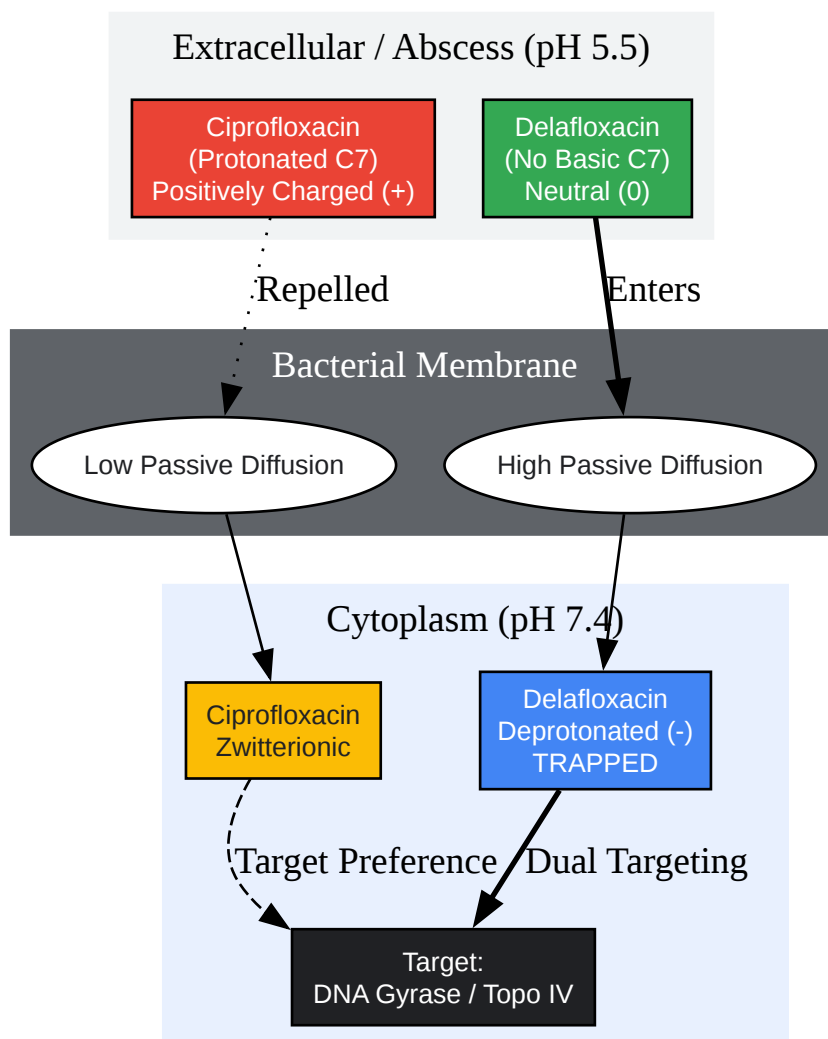 Extracellular / Abscess (pH 5.5)
Ciprofloxacin
(Protonated C7)
Positively Charged (+)
Delafloxacin
(No Basic C7)
Neutral (0)
Repelled
Enters
Bacterial Membrane
Low Passive Diffusion
High Passive Diffusion
Cytoplasm (pH 7.4)
Ciprofloxacin
Zwitterionic
Delafloxacin
Deprotonated (-)
TRAPPED
Target Preference
Dual Targeting
Target:
DNA Gyrase / Topo IV